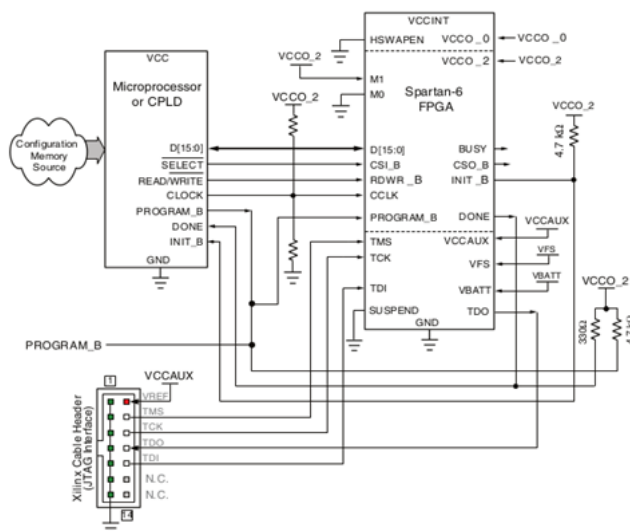 VCC
Microprocessor
or CPLD
Configuration
Memory
Source
D[15:0]
SELECT
READ/WRITE
CLOCK
PROGRAM_B
DONE
INIT_B
GND
VCCO_2
VCCO_2
VCCINT
HSWAPEN
VCCO_0
VCCO_0
VCCO_2
VCCO_2
M1
M0
Spartan-6
FPGA
D[15:0]
CSI_B
RDWR_B
CCLK
PROGRAM_B
BUSY
CSO_B
INIT_B
DONE
TMS
TCK
TDI
VCCAUX
VFS
VBATT
TDO
SUSPEND
GND
VCCO_2
4.7 kΩ
VCCAUX
VFS
VBATT
VCCO_2
330Ω
4.7kΩ
PROGRAM_B
VCCAUX
1
VREF
TMS
TCK
TDO
TDI
N.C.
N.C.
14
Xilinx Cable Header
(JTAG Interface)